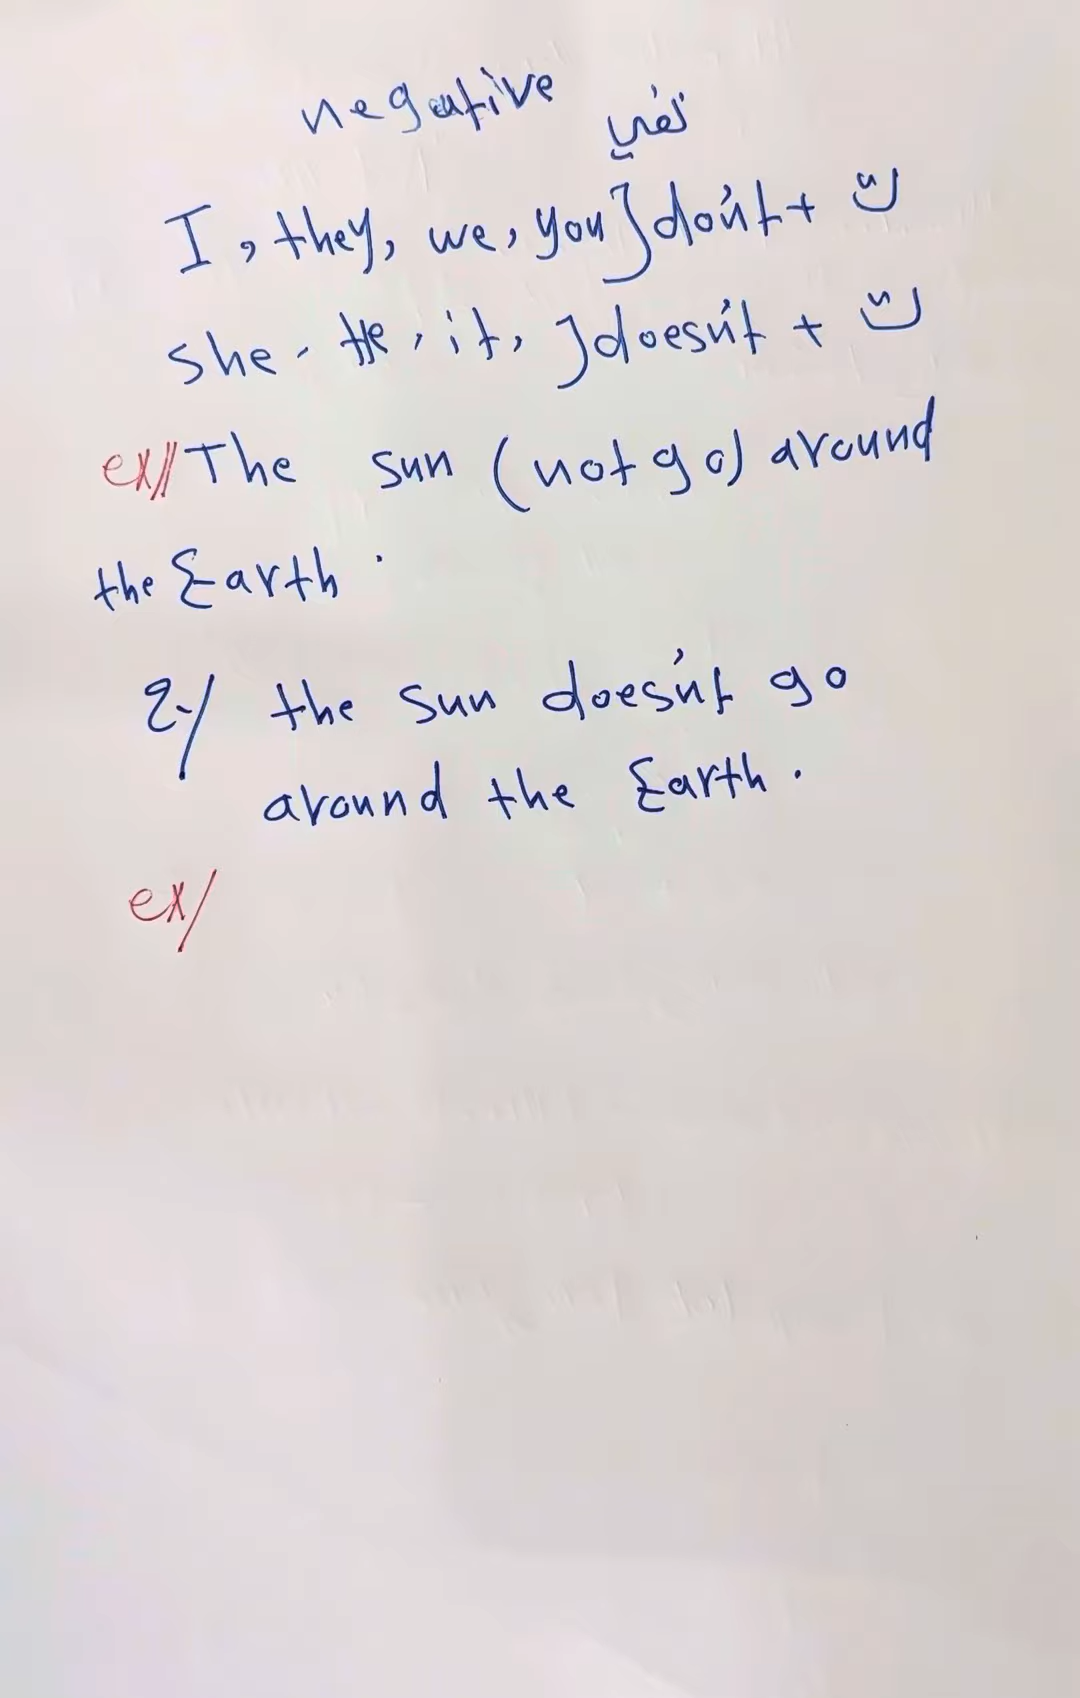 negative نفي
I, they, we, you } don't + ن
she, He, it, } doesn't + ن
ex// The sun (not go) around
the Earth.
2-/ the sun doesn't go
around the Earth.
ex/